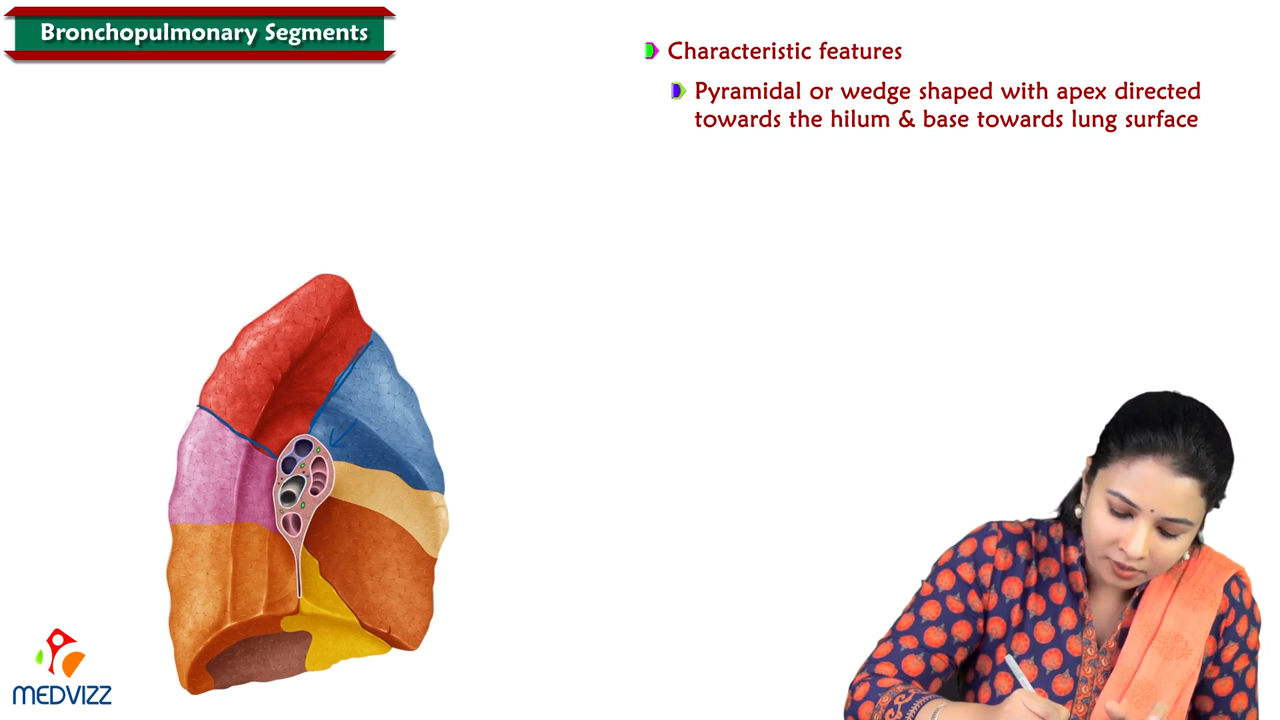 Bronchopulmonary Segments
Characteristic features
Pyramidal or wedge shaped with apex directed
towards the hilum & base towards lung surface
MEDVIZZ